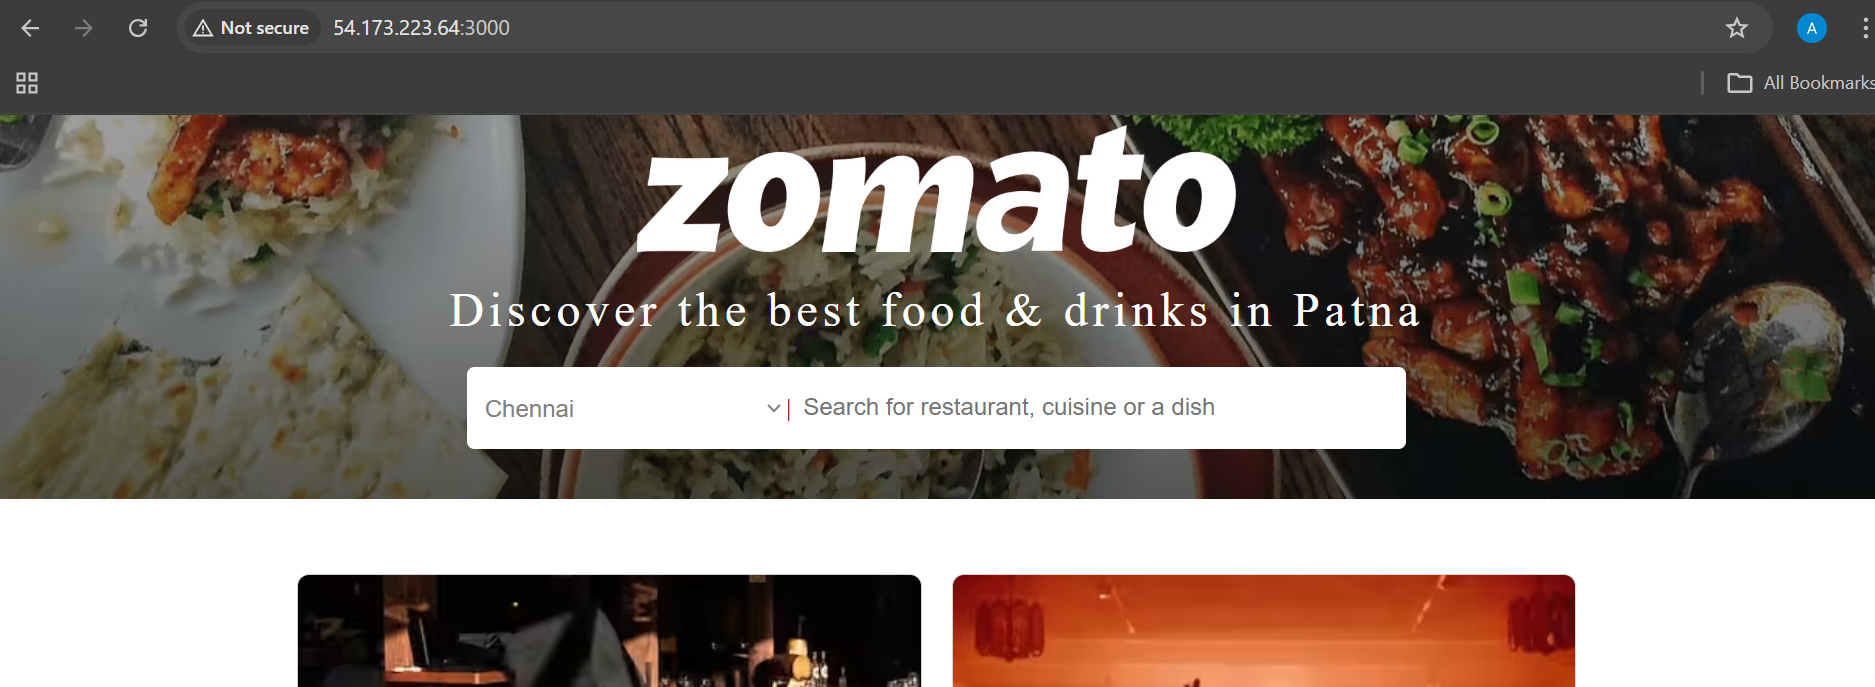 Not secure 54.173.223.64:3000
A
All Bookmarks
zomato
Discover the best food & drinks in Patna
Chennai
Search for restaurant, cuisine or a dish